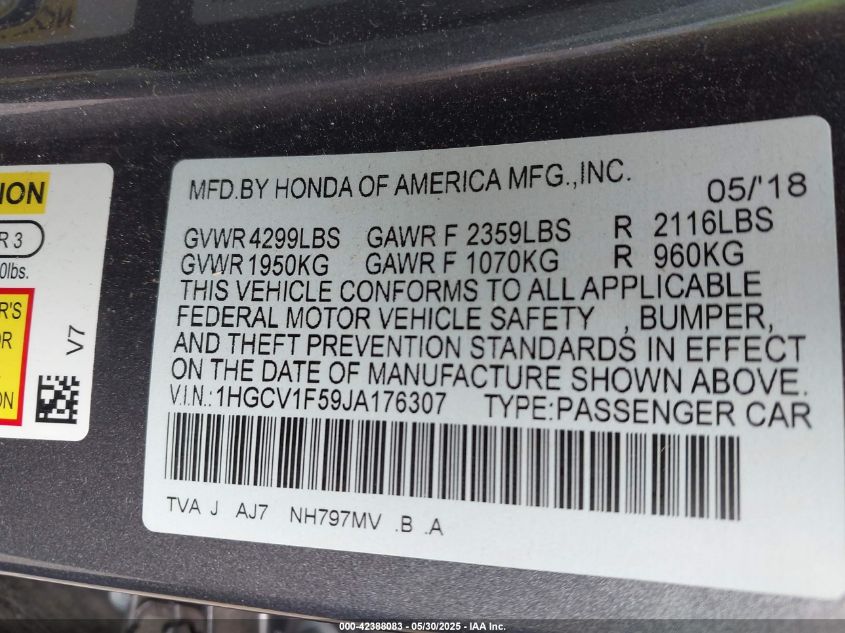 MFD.BY HONDA OF AMERICA MFG.,INC. 05/'18
GVWR 4299LBS GAWR F 2359LBS R 2116LBS
GVWR 1950KG GAWR F 1070KG R 960KG
THIS VEHICLE CONFORMS TO ALL APPLICABLE
FEDERAL MOTOR VEHICLE SAFETY , BUMPER,
AND THEFT PREVENTION STANDARDS IN EFFECT
ON THE DATE OF MANUFACTURE SHOWN ABOVE.
V.I.N.: 1HGCV1F59JA176307 TYPE:PASSENGER CAR
TVA J AJ7 NH797MV .B .A
R 3
0lbs.
V7
000-42388083 - 05/30/2025 - IAA Inc.